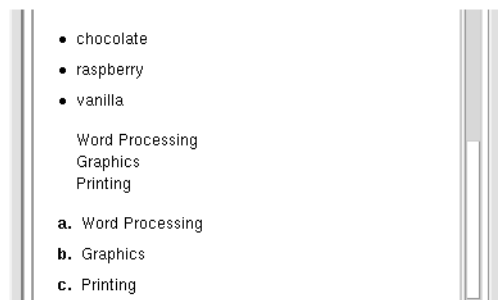 • chocolate
• raspberry
• vanilla
Word Processing
Graphics
Printing
a. Word Processing
b. Graphics
c. Printing